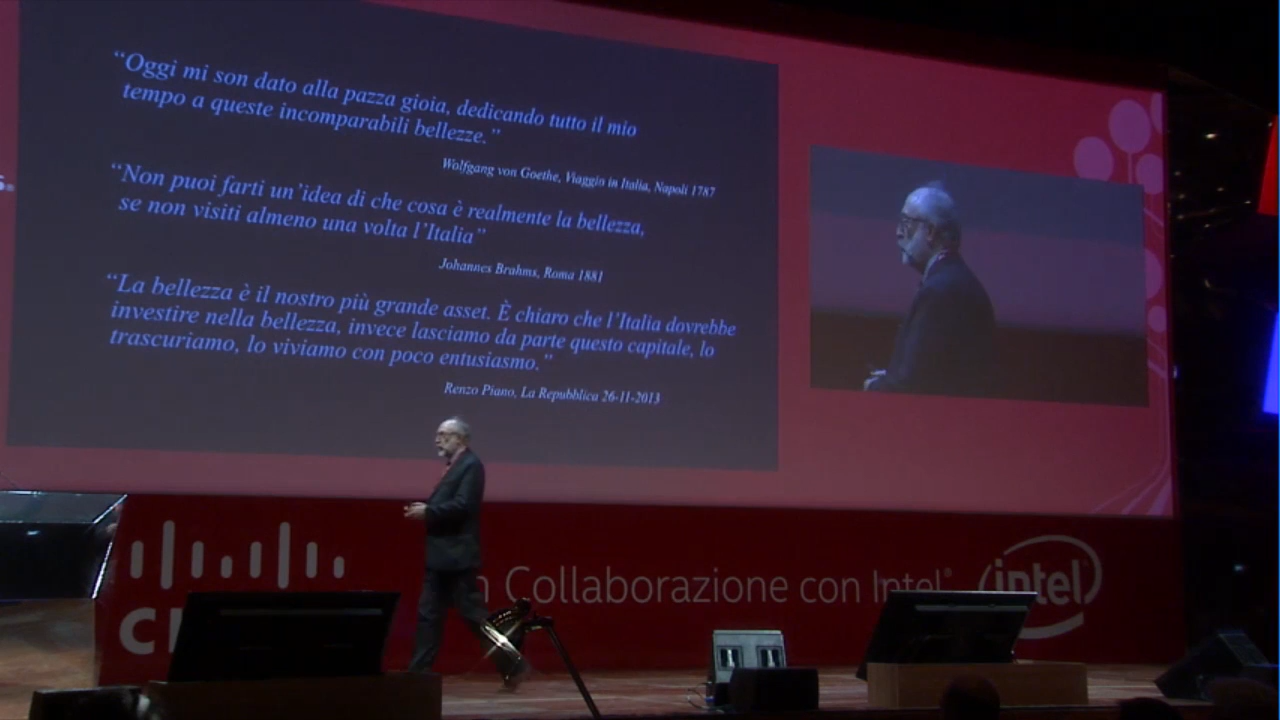 “Oggi mi son dato alla pazza gioia, dedicando tutto il mio
tempo a queste incomparabili bellezze.”
Wolfgang von Goethe, Viaggio in Italia, Napoli 1787
s.
“Non puoi farti un’idea di che cosa è realmente la bellezza,
se non visiti almeno una volta l’Italia”
Johannes Brahms, Roma 1881
“La bellezza è il nostro più grande asset. È chiaro che l’Italia dovrebbe
investire nella bellezza, invece lasciamo da parte questo capitale, lo
trascuriamo, lo viviamo con poco entusiasmo.”
Renzo Piano, La Repubblica 26-11-2013
n Collaborazione con Intel®
intel
CI